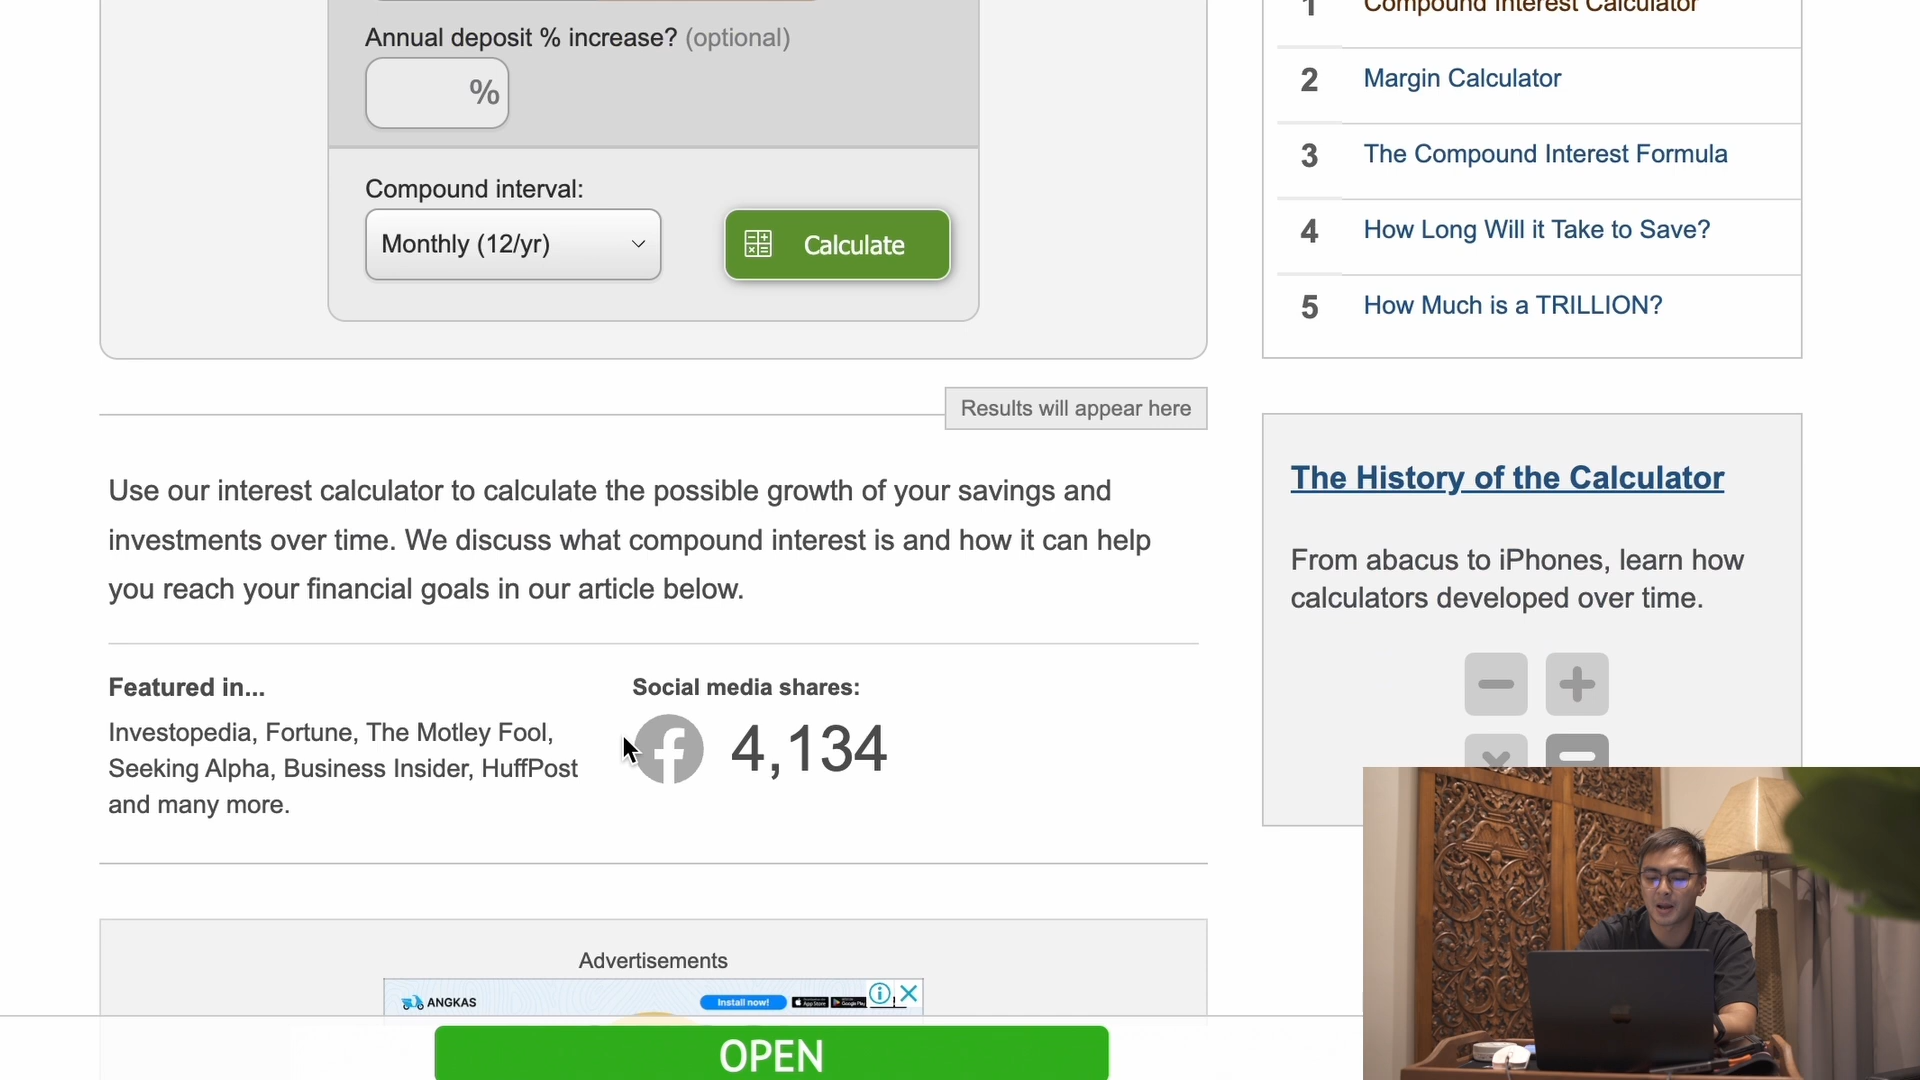 Annual deposit % increase? (optional)
%
Compound interval:
Monthly (12/yr)
Calculate
Results will appear here
Use our interest calculator to calculate the possible growth of your savings and
investments over time. We discuss what compound interest is and how it can help
you reach your financial goals in our article below.
Featured in...
Investopedia, Fortune, The Motley Fool,
Seeking Alpha, Business Insider, HuffPost
and many more.
Social media shares:
4,134
Advertisements
ANGKAS
Install now!
App Store
Google Play
OPEN
1 Compound Interest Calculator
2 Margin Calculator
3 The Compound Interest Formula
4 How Long Will it Take to Save?
5 How Much is a TRILLION?
The History of the Calculator
From abacus to iPhones, learn how
calculators developed over time.